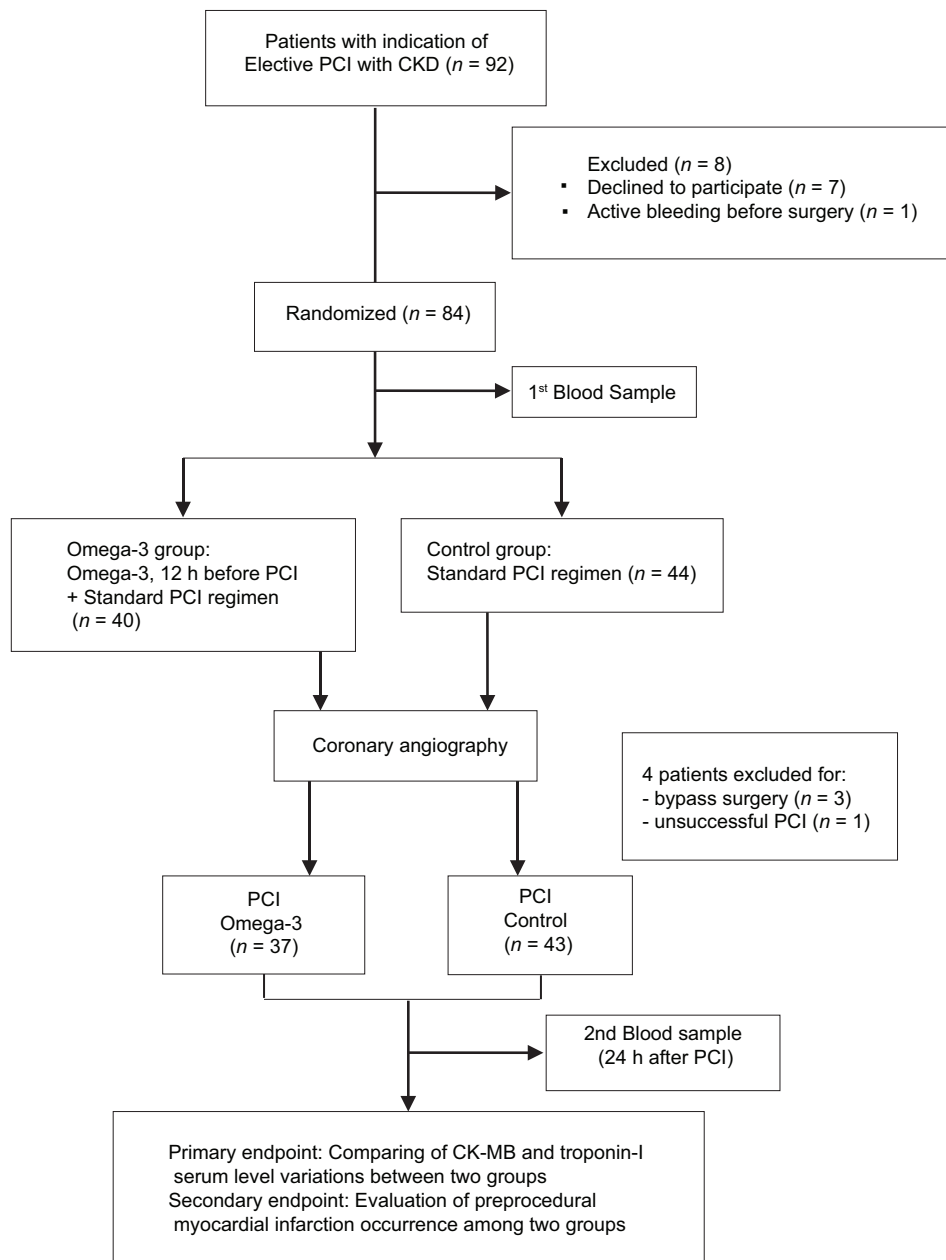 Patients with indication of
Elective PCI with CKD (n = 92)
Excluded (n = 8)
▪ Declined to participate (n = 7)
▪ Active bleeding before surgery (n = 1)
Randomized (n = 84)
1st Blood Sample
Omega-3 group:
Omega-3, 12 h before PCI
+ Standard PCI regimen
(n = 40)
Control group:
Standard PCI regimen (n = 44)
Coronary angiography
4 patients excluded for:
- bypass surgery (n = 3)
- unsuccessful PCI (n = 1)
PCI
Omega-3
(n = 37)
PCI
Control
(n = 43)
2nd Blood sample
(24 h after PCI)
Primary endpoint: Comparing of CK-MB and troponin-I
serum level variations between two groups
Secondary endpoint: Evaluation of preprocedural
myocardial infarction occurrence among two groups